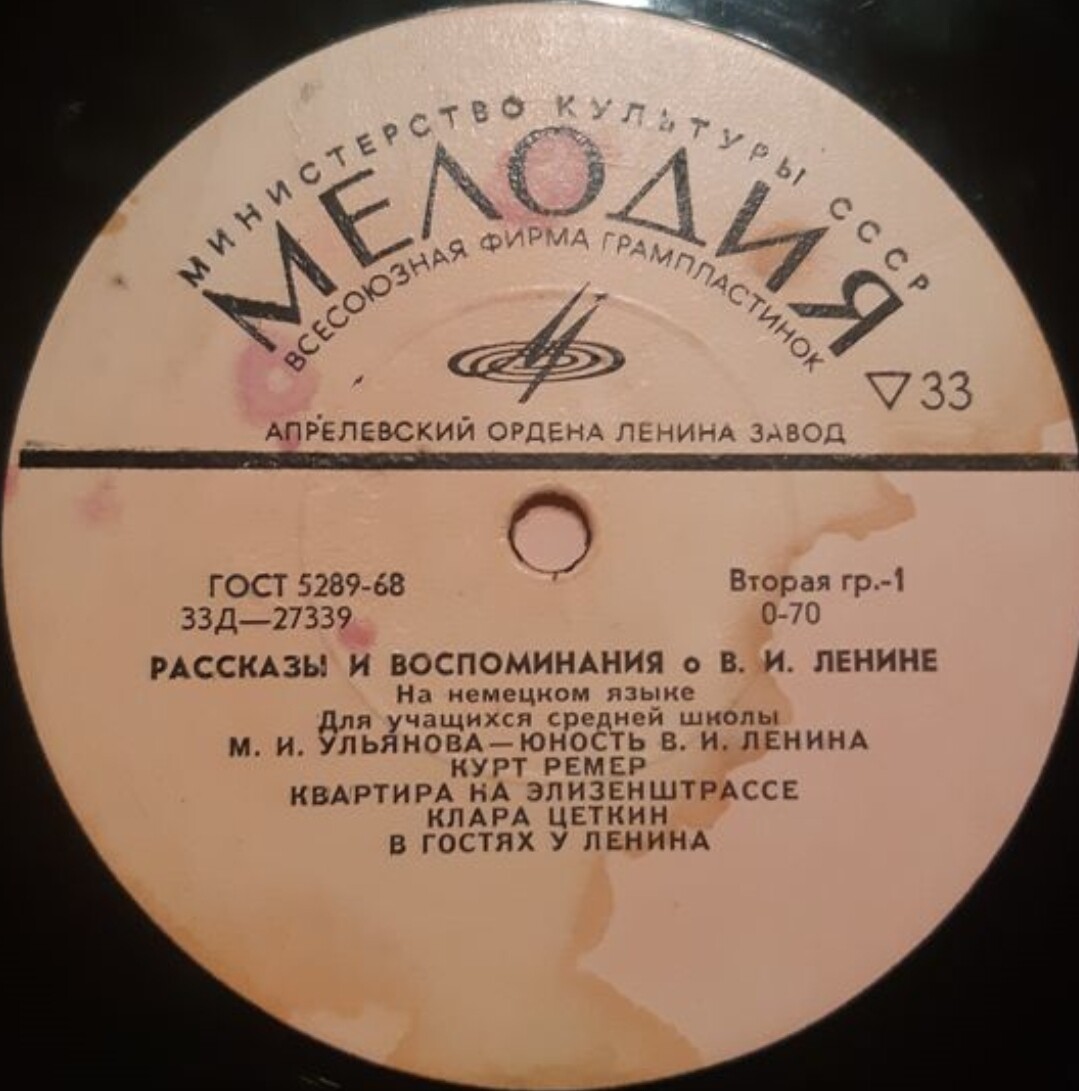 МИНИСТЕРСТВО КУЛЬТУРЫ СССР
МЕЛОДИЯ
ВСЕСОЮЗНАЯ ФИРМА ГРАМПЛАСТИНОК
▽33
АПРЕЛЕВСКИЙ ОРДЕНА ЛЕНИНА ЗАВОД
ГОСТ 5289-68 Вторая гр.-1
33Д—27339 0-70
РАССКАЗЫ И ВОСПОМИНАНИЯ о В. И. ЛЕНИНЕ
На немецком языке
Для учащихся средней школы
М. И. УЛЬЯНОВА—ЮНОСТЬ В. И. ЛЕНИНА
КУРТ РЕМЕР
КВАРТИРА НА ЭЛИЗЕНШТРАССЕ
КЛАРА ЦЕТКИН
В ГОСТЯХ У ЛЕНИНА